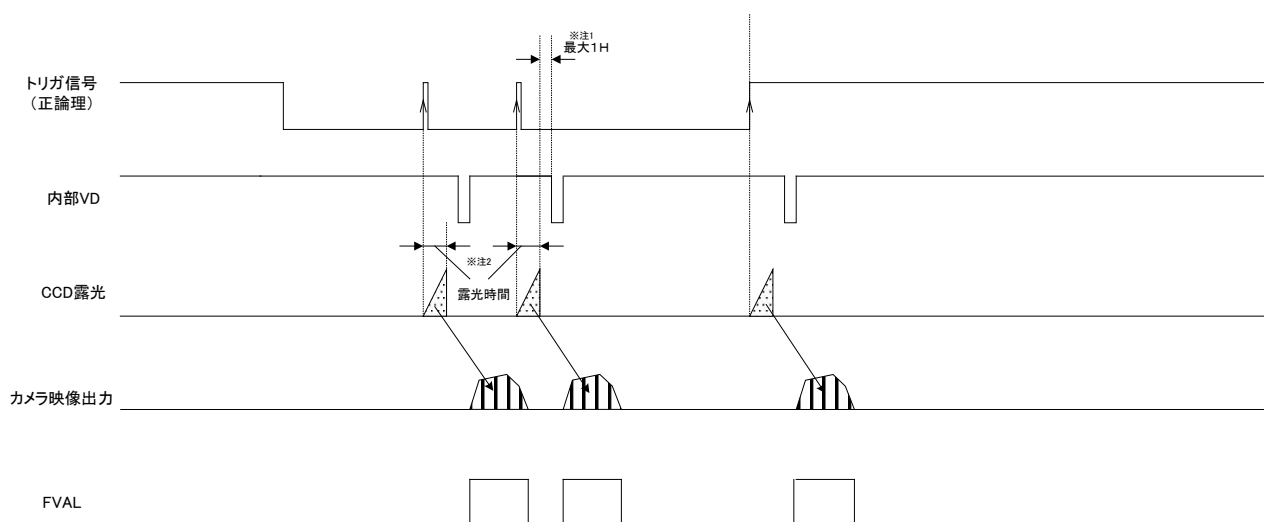 ※注1
最大1H
トリガ信号
（正論理）
内部VD
※注2
CCD露光
露光時間
カメラ映像出力
FVAL